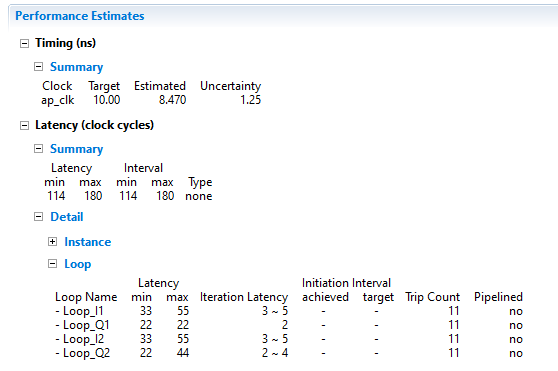 Performance Estimates
Timing (ns)
Summary
Clock Target Estimated Uncertainty
ap_clk 10.00 8.470 1.25
Latency (clock cycles)
Summary
Latency Interval
min max min max Type
114 180 114 180 none
Detail
Instance
Loop
Latency Initiation Interval
Loop Name min max Iteration Latency achieved target Trip Count Pipelined
- Loop_I1 33 55 3 ~ 5 - - 11 no
- Loop_Q1 22 22 2 - - 11 no
- Loop_I2 33 55 3 ~ 5 - - 11 no
- Loop_Q2 22 44 2 ~ 4 - - 11 no